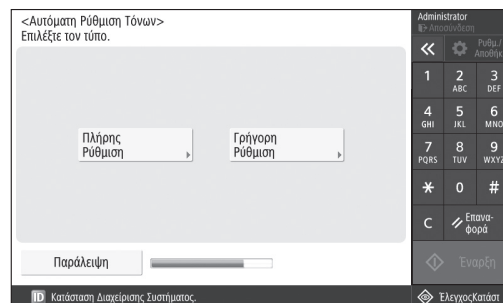 <Αυτόματη Ρύθμιση Τόνων>
Επιλέξτε τον τύπο.
Πλήρης
Ρύθμιση
Γρήγορη
Ρύθμιση
Παράλειψη
ID Κατάσταση Διαχείρισης Συστήματος.
Administrator
Αποσύνδεση
Ρυθμ./
Αποθήκ
1 2 3
ABC DEF
4 5 6
GHI JKL MNO
7 8 9
PQRS TUV WXYZ
* 0 #
C Επανα-
φορά
Έναρξη
ΈλεγχοςΚατάστ